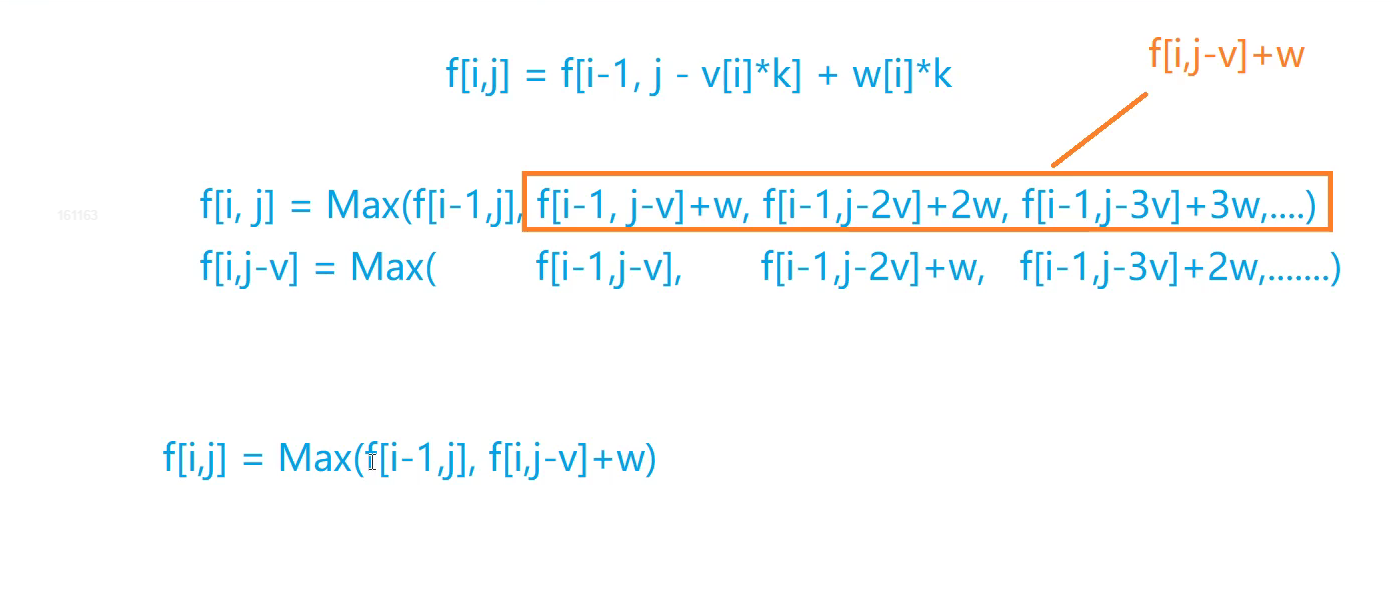 f[i,j-v]+w
f[i,j] = f[i-1, j - v[i]*k] + w[i]*k
161163
f[i, j] = Max(f[i-1,j], f[i-1, j-v]+w, f[i-1,j-2v]+2w, f[i-1,j-3v]+3w,....)
f[i,j-v] = Max( f[i-1,j-v], f[i-1,j-2v]+w, f[i-1,j-3v]+2w,.......)
f[i,j] = Max(f[i-1,j], f[i,j-v]+w)